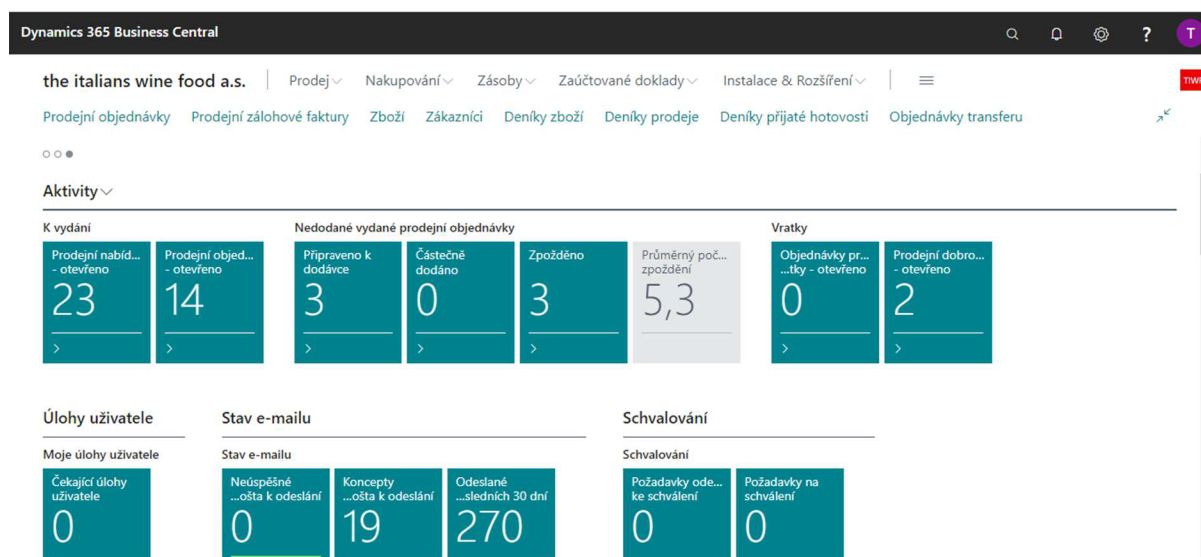 Dynamics 365 Business Central
?
T
the italians wine food a.s.
Prodej
Nakupování
Zásoby
Zaúčtované doklady
Instalace & Rozšíření
Prodejní objednávky
Prodejní zálohové faktury
Zboží
Zákazníci
Deníky zboží
Deníky prodeje
Deníky přijaté hotovosti
Objednávky transferu
Aktivity
K vydání
Prodejní nabíd...
- otevřeno
23
Prodejní objed...
- otevřeno
14
Nedodané vydané prodejní objednávky
Připraveno k
dodávce
3
Částečně
dodáno
0
Zpožděno
3
Průměrný poč...
zpoždění
5,3
Vratky
Objednávky pr...
...tky - otevřeno
0
Prodejní dobro...
- otevřeno
2
Úlohy uživatele
Moje úlohy uživatele
Čekající úlohy
uživatele
0
Stav e-mailu
Stav e-mailu
Neúspěšné
...ošta k odeslání
0
Koncepty
...ošta k odeslání
19
Odeslané
...sledních 30 dní
270
Schvalování
Schvalování
Požadavky ode...
ke schválení
0
Požadavky na
schválení
0